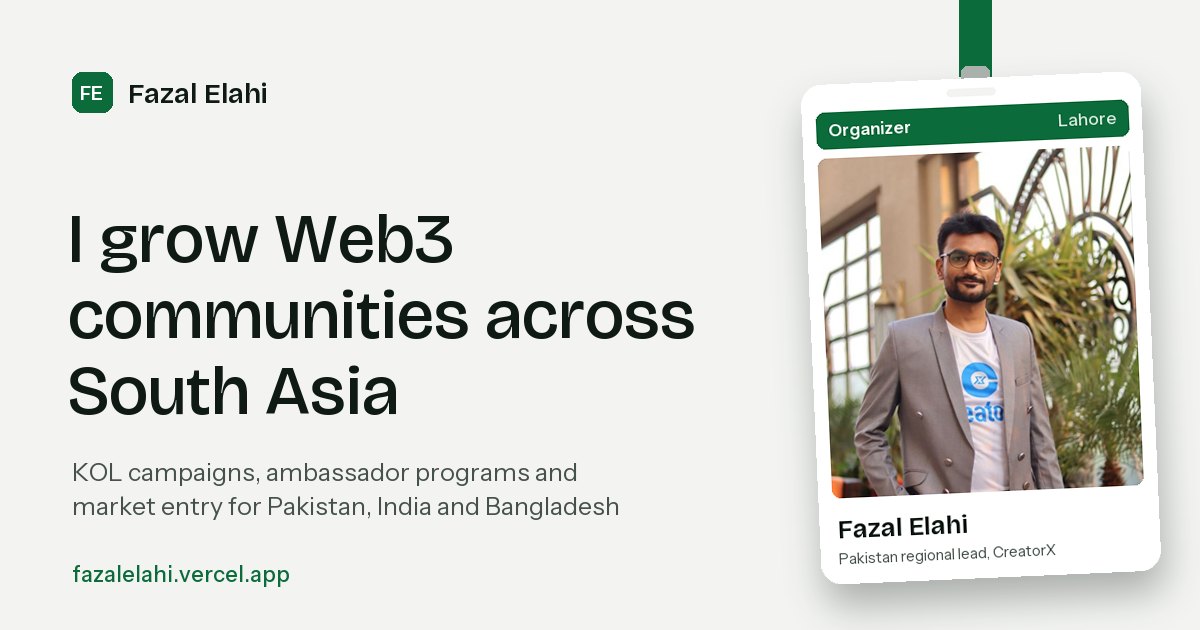 FE
Fazal Elahi
I grow Web3
communities across
South Asia
KOL campaigns, ambassador programs and
market entry for Pakistan, India and Bangladesh
fazalelahi.vercel.app
Organizer
Lahore
Fazal Elahi
Pakistan regional lead, CreatorX